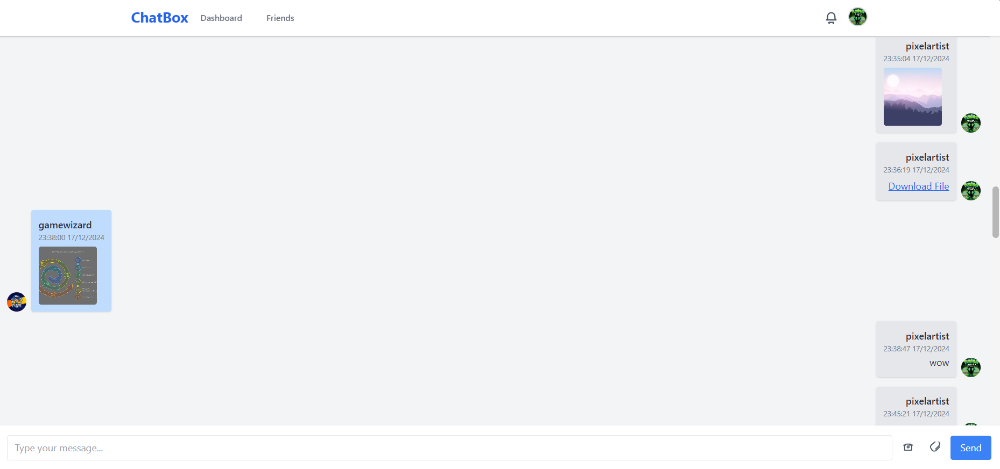 ChatBox Dashboard Friends
pixelartist
23:35:04 17/12/2024
pixelartist
23:36:19 17/12/2024
Download File
gamewizard
23:38:00 17/12/2024
pixelartist
23:38:47 17/12/2024
wow
pixelartist
23:45:21 17/12/2024
Type your message...
Send